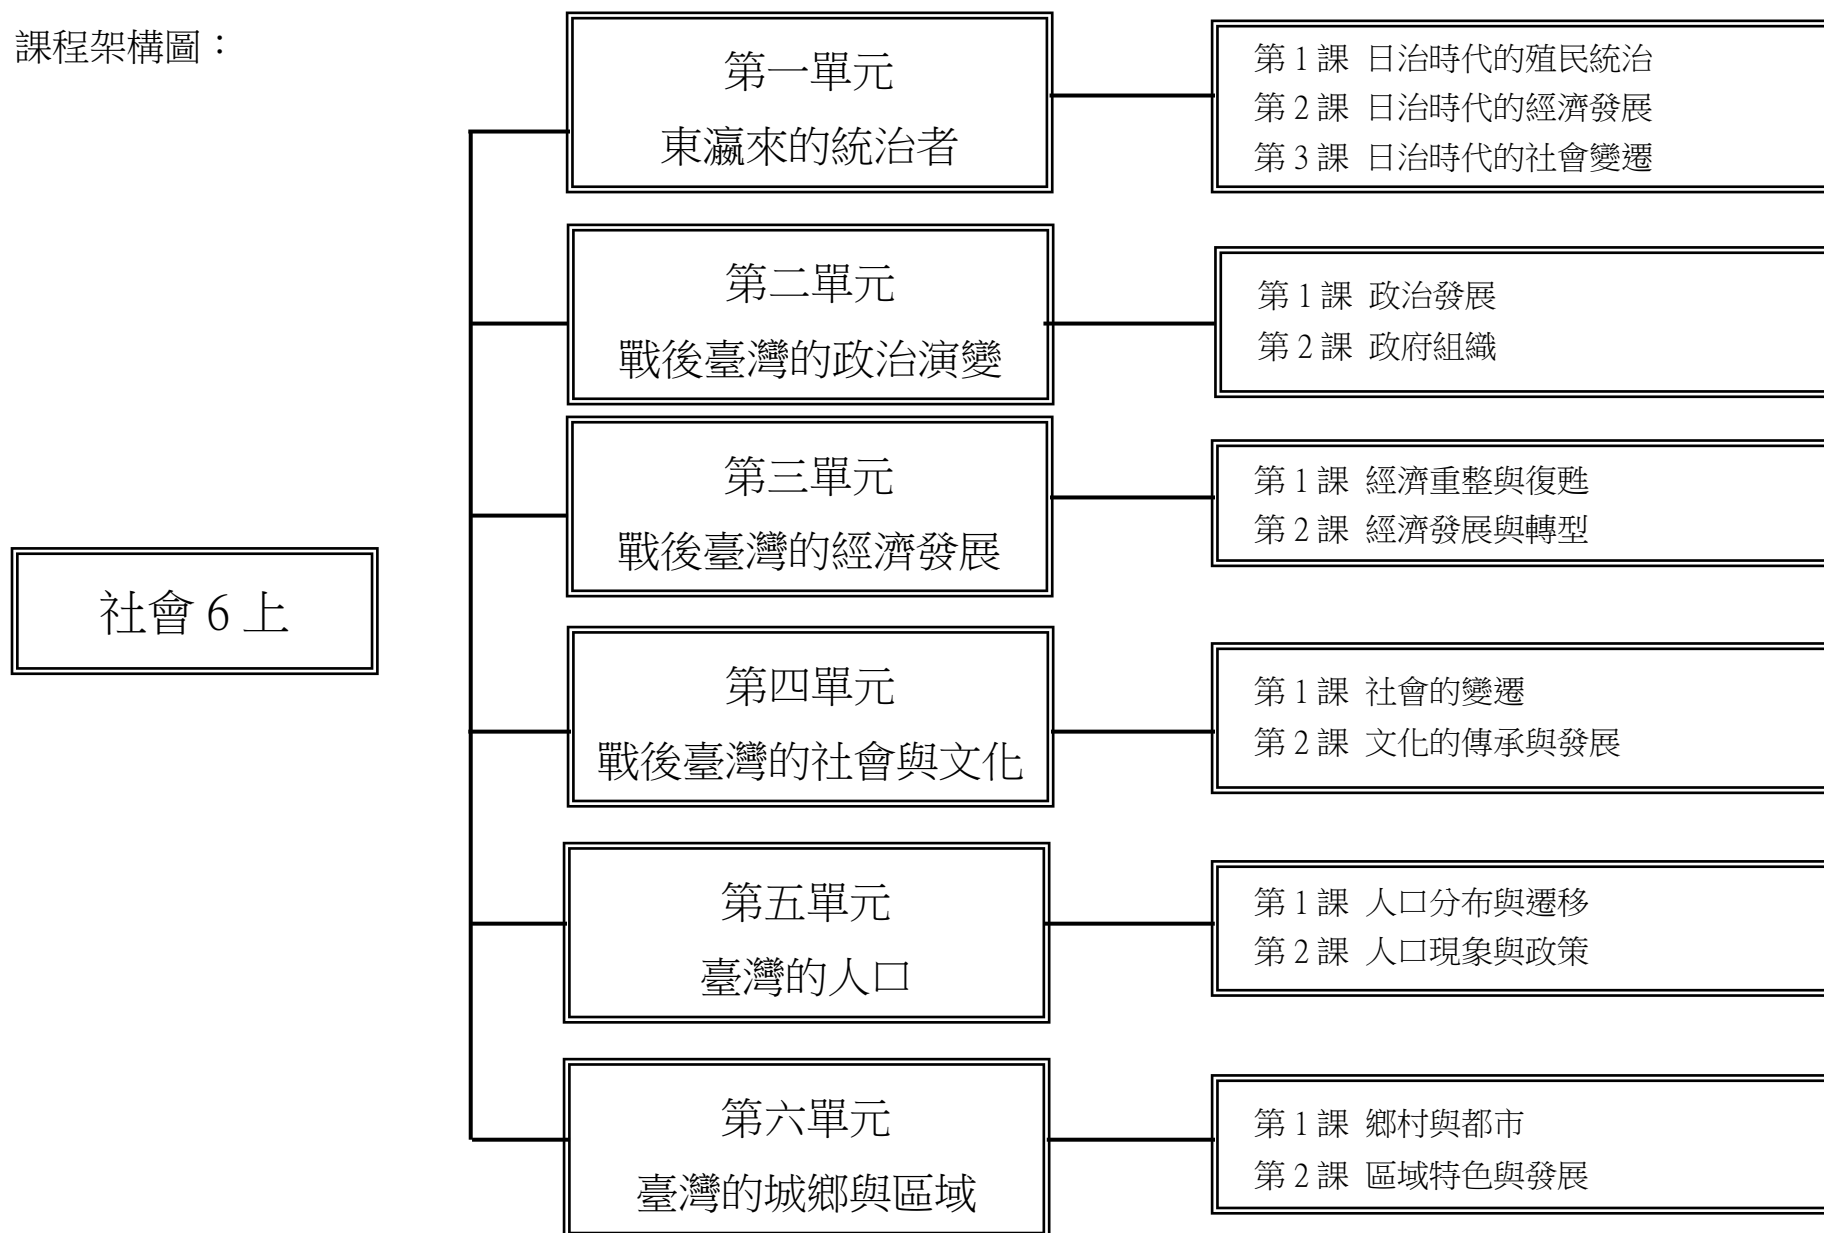 課程架構圖：
社會 6 上
第一單元
東瀛來的統治者
第 1 課 日治時代的殖民統治
第 2 課 日治時代的經濟發展
第 3 課 日治時代的社會變遷
第二單元
戰後臺灣的政治演變
第 1 課 政治發展
第 2 課 政府組織
第三單元
戰後臺灣的經濟發展
第 1 課 經濟重整與復甦
第 2 課 經濟發展與轉型
第四單元
戰後臺灣的社會與文化
第 1 課 社會的變遷
第 2 課 文化的傳承與發展
第五單元
臺灣的人口
第 1 課 人口分布與遷移
第 2 課 人口現象與政策
第六單元
臺灣的城鄉與區域
第 1 課 鄉村與都市
第 2 課 區域特色與發展